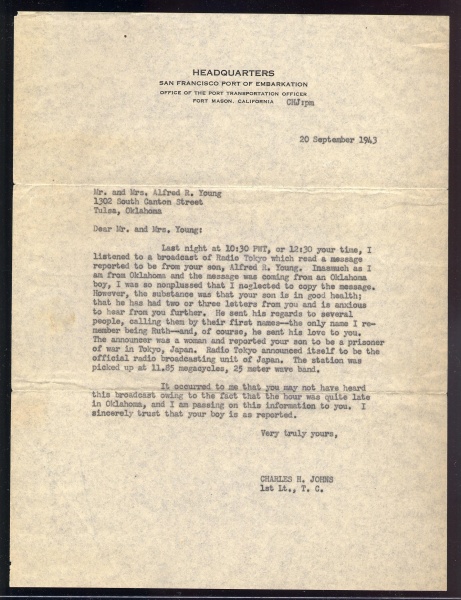 HEADQUARTERS
SAN FRANCISCO PORT OF EMBARKATION
OFFICE OF THE PORT TRANSPORTATION OFFICER
FORT MASON, CALIFORNIA CHJ:pm
20 September 1943
Mr. and Mrs. Alfred R. Young
1302 South Canton Street
Tulsa, Oklahoma
Dear Mr. and Mrs. Young:
Last night at 10:30 PWT, or 12:30 your time, I
listened to a broadcast of Radio Tokyo which read a message
reported to be from your son, Alfred R. Young. Inasmuch as I
am from Oklahoma and the message was coming from an Oklahoma
boy, I was so nonplussed that I neglected to copy the message.
However, the substance was that your son is in good health;
that he has had two or three letters from you and is anxious
to hear from you further. He sent his regards to several
people, calling them by their first names--the only name I re-
member being Ruth--and, of course, he sent his love to you.
The announcer was a woman and reported your son to be a prisoner
of war in Tokyo, Japan. Radio Tokyo announced itself to be the
official radio broadcasting unit of Japan. The station was
picked up at 11.85 megacycles, 25 meter wave band.
It occurred to me that you may not have heard
this broadcast owing to the fact that the hour was quite late
in Oklahoma, and I am passing on this information to you. I
sincerely trust that your boy is as reported.
Very truly yours,
CHARLES H. JOHNS
1st Lt., T. C.